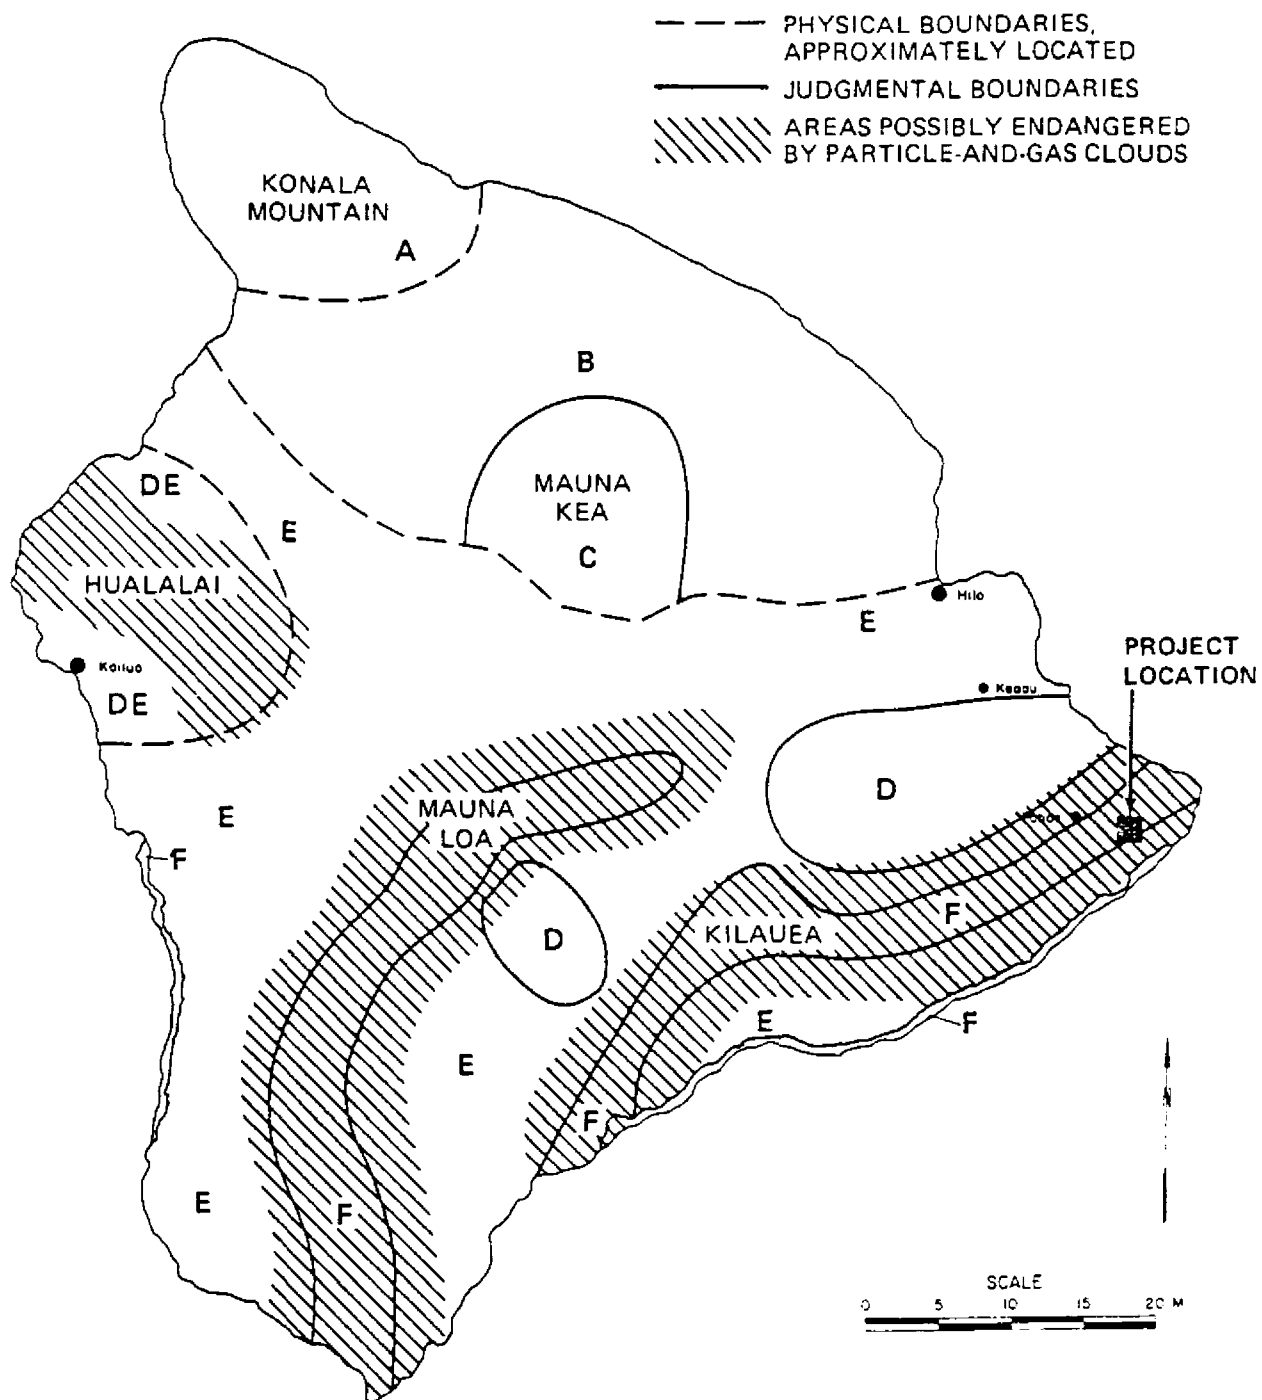 PHYSICAL BOUNDARIES,
APPROXIMATELY LOCATED
JUDGMENTAL BOUNDARIES
AREAS POSSIBLY ENDANGERED
BY PARTICLE-AND-GAS CLOUDS
KONALA
MOUNTAIN
A
B
MAUNA
KEA
C
DE
E
HUALALAI
Hilo
E
Kailua
DE
PROJECT
LOCATION
Keaau
D
MAUNA
LOA
E
F
F
KILAUEA
D
E
F
E
F
E
F
SCALE
0 5 10 15 20 M